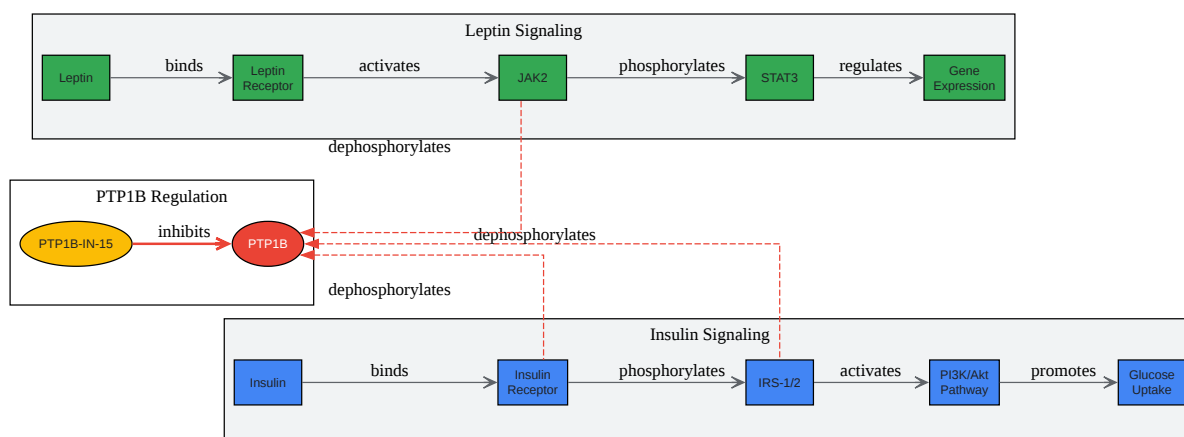 Leptin Signaling
Leptin
binds
Leptin
Receptor
activates
JAK2
phosphorylates
STAT3
regulates
Gene
Expression
dephosphorylates
PTP1B Regulation
PTP1B-IN-15
inhibits
PTP1B
dephosphorylates
dephosphorylates
Insulin Signaling
Insulin
binds
Insulin
Receptor
phosphorylates
IRS-1/2
activates
PI3K/Akt
Pathway
promotes
Glucose
Uptake